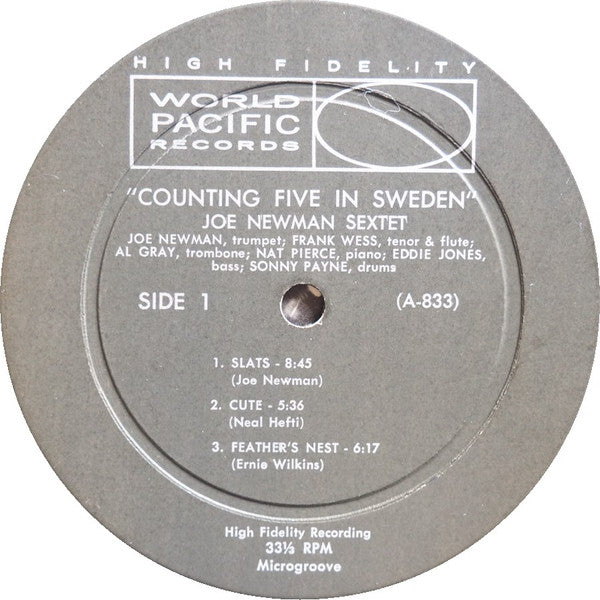 HIGH FIDELITY
WORLD
PACIFIC
RECORDS
"COUNTING FIVE IN SWEDEN"
JOE NEWMAN SEXTET
JOE NEWMAN, trumpet; FRANK WESS, tenor & flute;
AL GRAY, trombone; NAT PIERCE, piano; EDDIE JONES,
bass; SONNY PAYNE, drums
SIDE 1
(A-833)
1. SLATS - 8:45
(Joe Newman)
2. CUTE - 5:36
(Neal Hefti)
3. FEATHER'S NEST - 6:17
(Ernie Wilkins)
High Fidelity Recording
33⅓ RPM
Microgroove